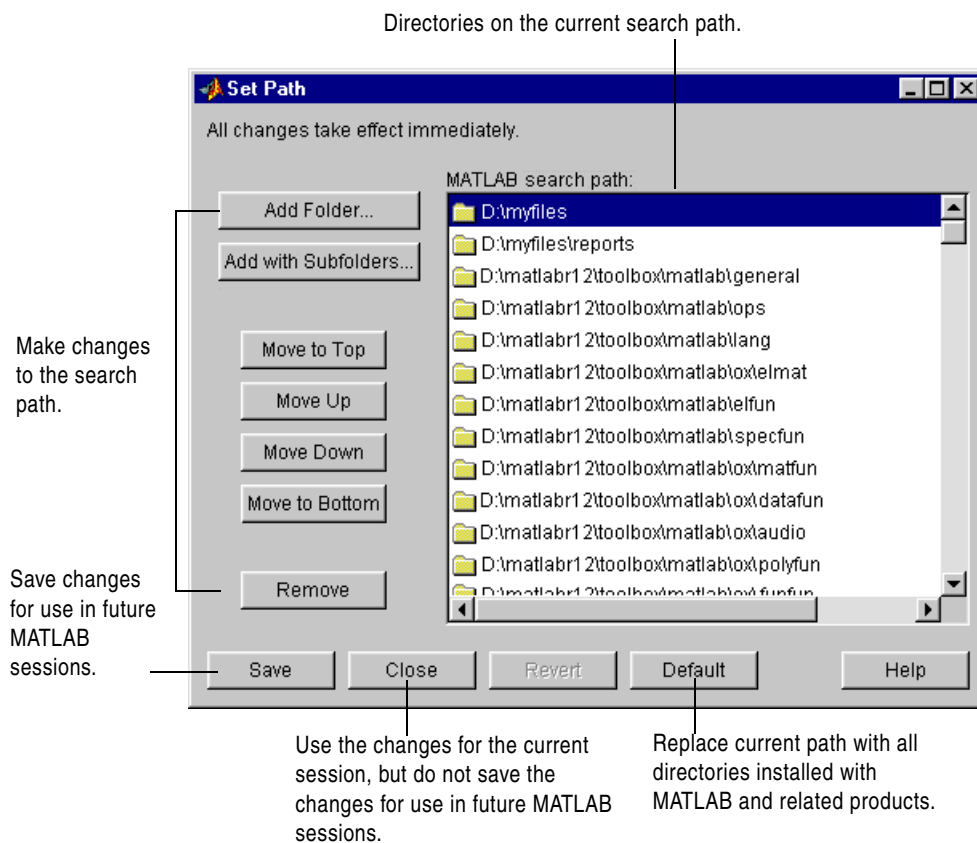 Directories on the current search path.
Set Path
All changes take effect immediately.
MATLAB search path:
Add Folder...
Add with Subfolders...
Move to Top
Move Up
Move Down
Move to Bottom
Remove
D:\myfiles
D:\myfiles\reports
D:\matlabr12\toolbox\matlab\general
D:\matlabr12\toolbox\matlab\ops
D:\matlabr12\toolbox\matlab\lang
D:\matlabr12\toolbox\matlab\ox\elmat
D:\matlabr12\toolbox\matlab\elfun
D:\matlabr12\toolbox\matlab\specfun
D:\matlabr12\toolbox\matlab\ox\matfun
D:\matlabr12\toolbox\matlab\ox\datafun
D:\matlabr12\toolbox\matlab\ox\audio
D:\matlabr12\toolbox\matlab\ox\polyfun
D:\matlabr12\toolbox\matlab\ox\funfun
Make changes
to the search
path.
Save changes
for use in future
MATLAB
sessions.
Save
Close
Revert
Default
Help
Use the changes for the current
session, but do not save the
changes for use in future MATLAB
sessions.
Replace current path with all
directories installed with
MATLAB and related products.